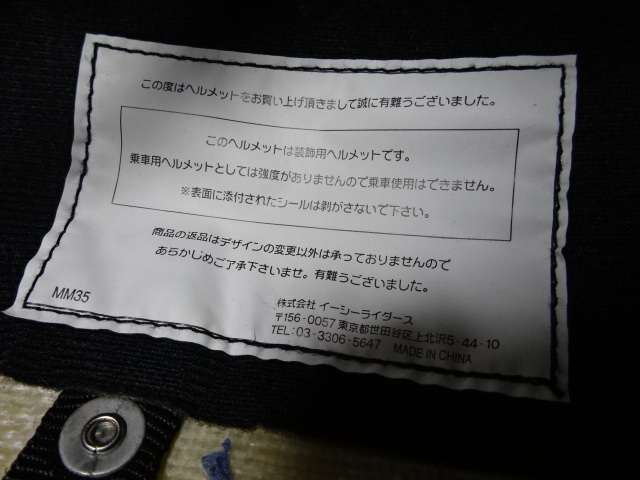 この度はヘルメットをお買い上げ頂きまして誠に有難うございました。
このヘルメットは装飾用ヘルメットです。
乗車用ヘルメットとしては強度がありませんので乗車使用はできません。
※表面に添付されたシールは剥がさないで下さい。
商品の返品はデザインの変更以外は承っておりませんので
あらかじめご了承下さいませ。有難うございました。
MM35
株式会社 イーシーライダース
〒156-0057 東京都世田谷区上北沢5-44-10
TEL: 03-3306-5647 MADE IN CHINA